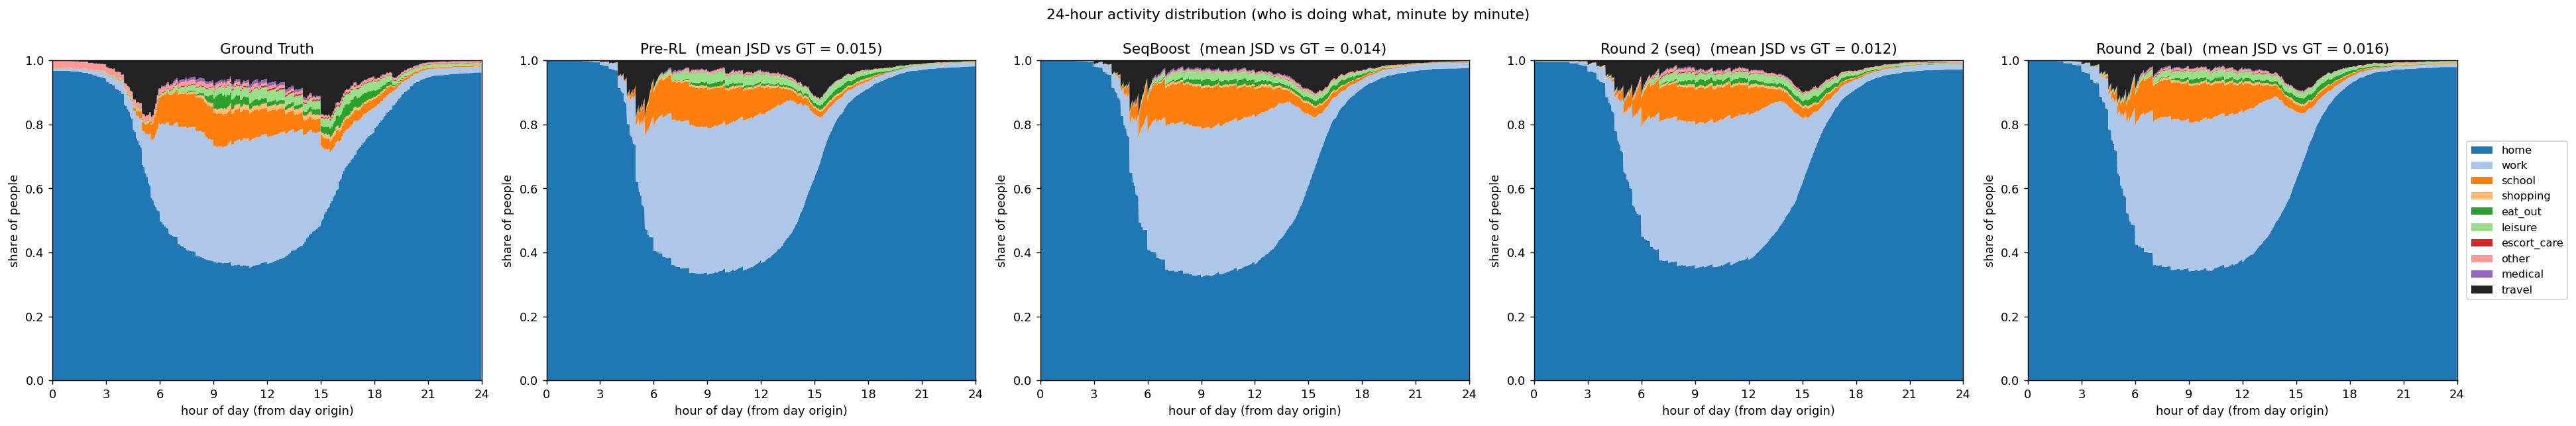 24-hour activity distribution (who is doing what, minute by minute)
Ground Truth
share of people
1.0
0.8
0.6
0.4
0.2
0.0
0 3 6 9 12 15 18 21 24
hour of day (from day origin)
Pre-RL (mean JSD vs GT = 0.015)
share of people
1.0
0.8
0.6
0.4
0.2
0.0
0 3 6 9 12 15 18 21 24
hour of day (from day origin)
SeqBoost (mean JSD vs GT = 0.014)
share of people
1.0
0.8
0.6
0.4
0.2
0.0
0 3 6 9 12 15 18 21 24
hour of day (from day origin)
Round 2 (seq) (mean JSD vs GT = 0.012)
share of people
1.0
0.8
0.6
0.4
0.2
0.0
0 3 6 9 12 15 18 21 24
hour of day (from day origin)
Round 2 (bal) (mean JSD vs GT = 0.016)
share of people
1.0
0.8
0.6
0.4
0.2
0.0
0 3 6 9 12 15 18 21 24
hour of day (from day origin)
home
work
school
shopping
eat_out
leisure
escort_care
other
medical
travel